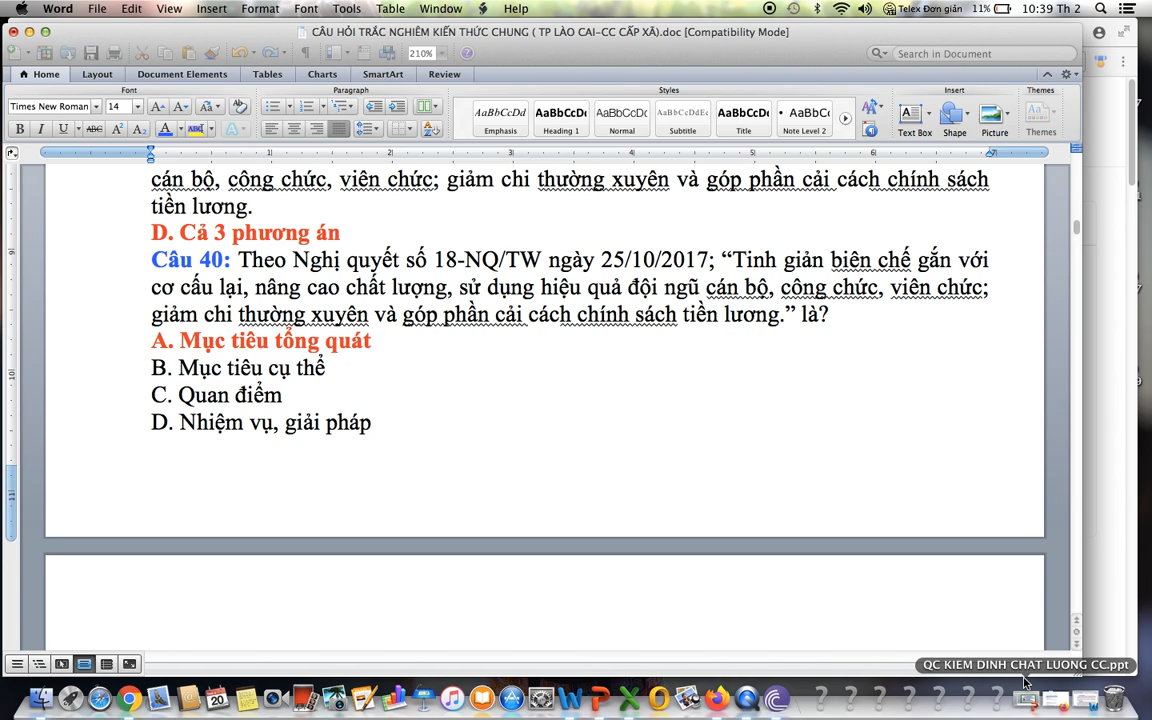 Word File Edit View Insert Format Font Tools Table Window Help Telex Đơn giản 11% 10:39 Th 2
CÂU HỎI TRẮC NGHIỆM KIẾN THỨC CHUNG ( TP LÀO CAI-CC CẤP XÃ).doc [Compatibility Mode]
210% Search in Document
Home Layout Document Elements Tables Charts SmartArt Review
Font Paragraph Styles Insert Themes
Times New Roman 14
AaBbCcDd AaBbCcDd AaBbCcDd AaBbCcDdEe AaBbCcDd • AaBbC
Emphasis Heading 1 Normal Subtitle Title Note Level 2 Text Box Shape Picture Themes
B I U ABC
cán bộ, công chức, viên chức; giảm chi thường xuyên và góp phần cải cách chính sách
tiền lương.
D. Cả 3 phương án
Câu 40: Theo Nghị quyết số 18-NQ/TW ngày 25/10/2017; “Tinh giản biên chế gắn với
cơ cấu lại, nâng cao chất lượng, sử dụng hiệu quả đội ngũ cán bộ, công chức, viên chức;
giảm chi thường xuyên và góp phần cải cách chính sách tiền lương.” là?
A. Mục tiêu tổng quát
B. Mục tiêu cụ thể
C. Quan điểm
D. Nhiệm vụ, giải pháp
QC KIEM DINH CHAT LUONG CC.ppt